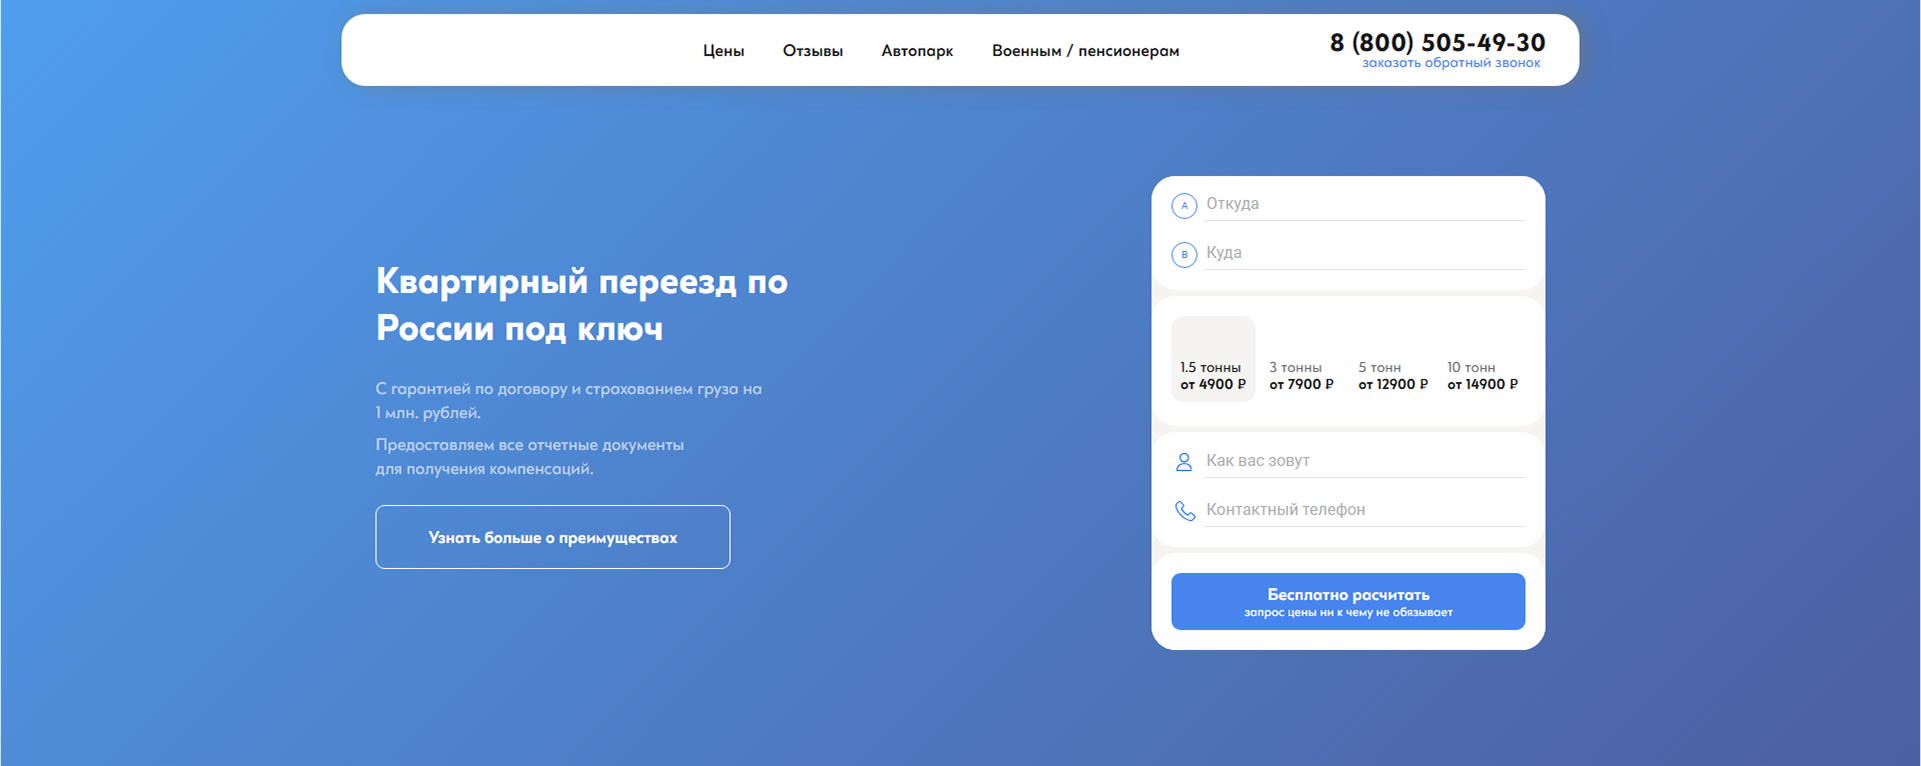 Цены Отзывы Автопарк Военным / пенсионерам
8 (800) 505-49-30
заказать обратный звонок
Квартирный переезд по
России под ключ
С гарантией по договору и страхованием груза на
1 млн. рублей.
Предоставляем все отчетные документы
для получения компенсаций.
Узнать больше о преимуществах
A Откуда
B Куда
1.5 тонны 3 тонны 5 тонн 10 тонн
от 4900 ₽ от 7900 ₽ от 12900 ₽ от 14900 ₽
Как вас зовут
Контактный телефон
Бесплатно расчитать
запрос цены ни к чему не обязывает